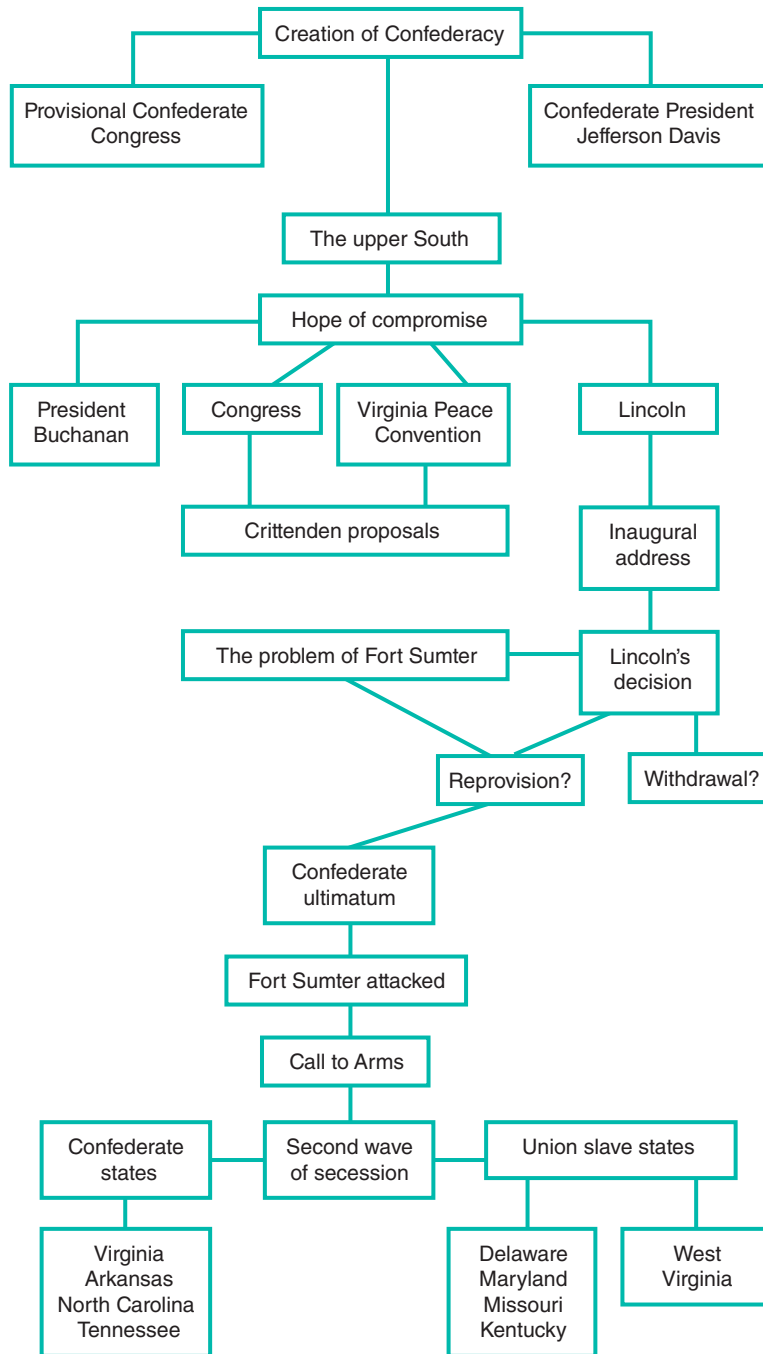 Creation of Confederacy
Provisional Confederate
Congress
Confederate President
Jefferson Davis
The upper South
Hope of compromise
President
Buchanan
Congress
Virginia Peace
Convention
Lincoln
Crittenden proposals
Inaugural
address
The problem of Fort Sumter
Lincoln's
decision
Reprovision?
Withdrawal?
Confederate
ultimatum
Fort Sumter attacked
Call to Arms
Confederate
states
Second wave
of secession
Union slave states
Virginia
Arkansas
North Carolina
Tennessee
Delaware
Maryland
Missouri
Kentucky
West
Virginia